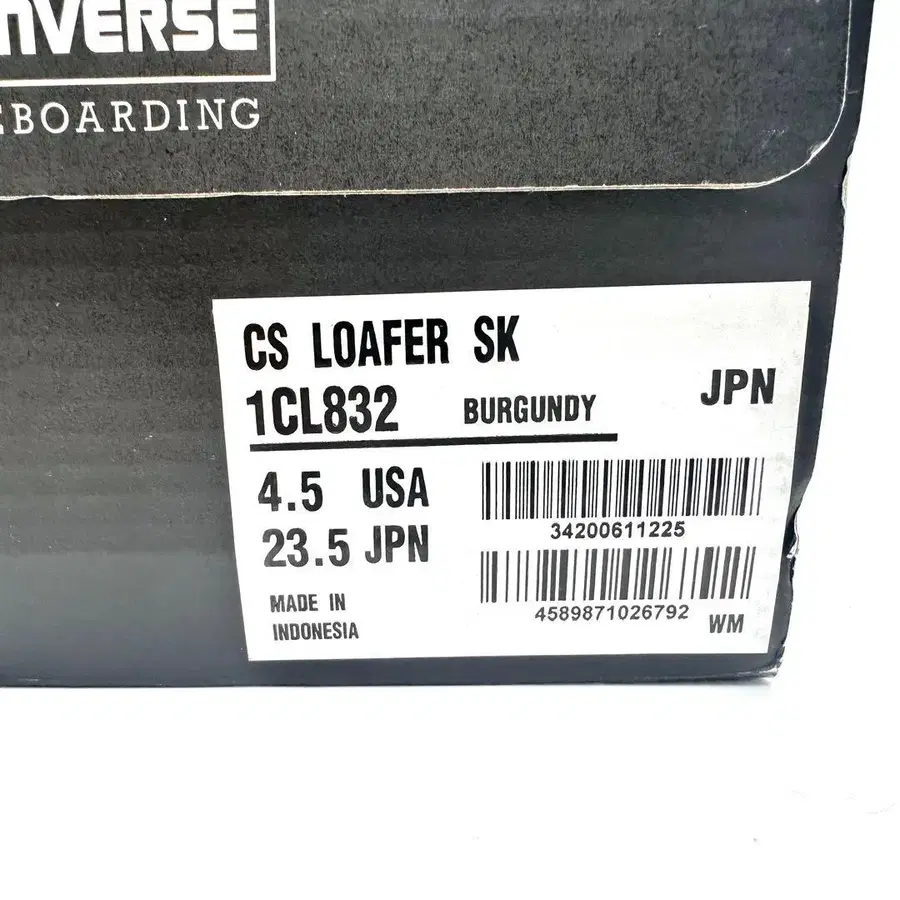 NVERSE
EBOARDING
CS LOAFER SK
1CL832 BURGUNDY JPN
4.5 USA
23.5 JPN
34200611225
MADE IN
INDONESIA
4589871026792
WM